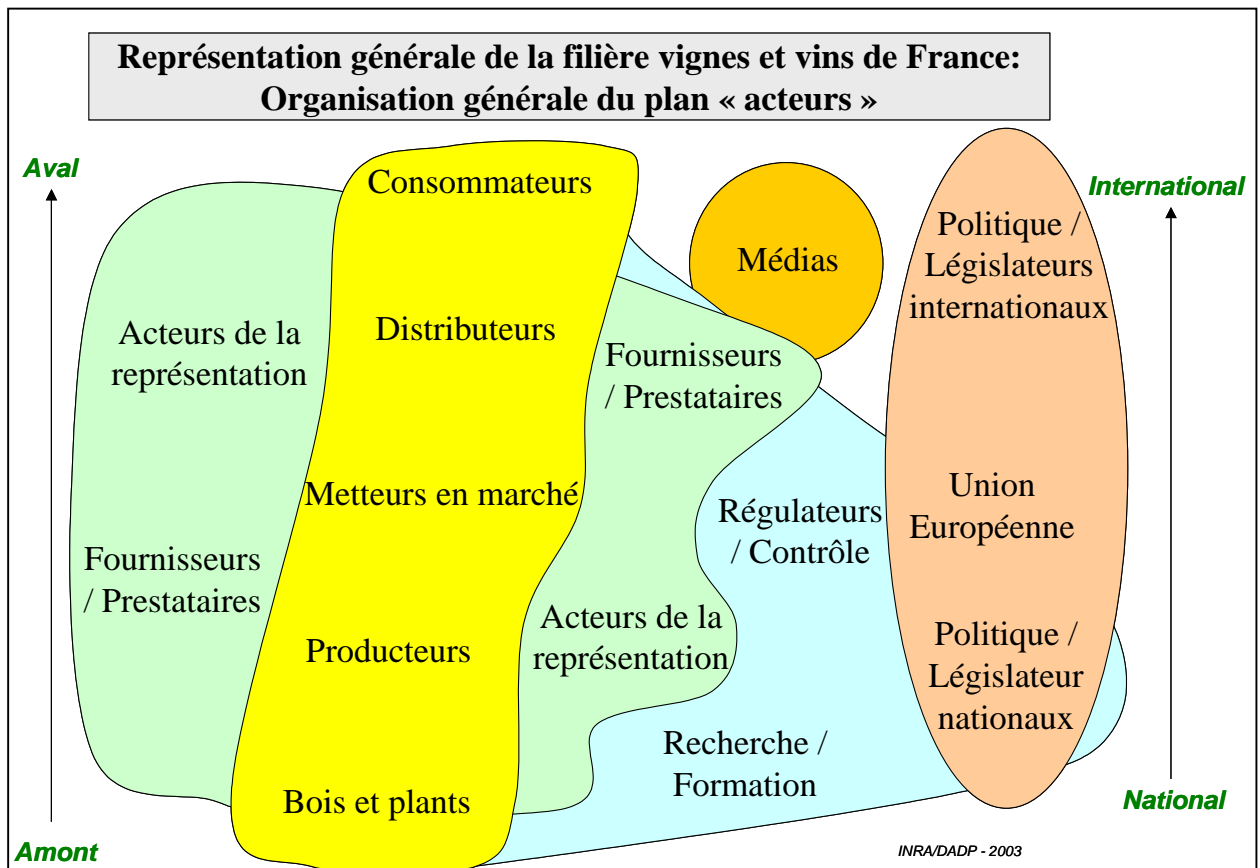 Représentation générale de la filière vignes et vins de France:
Organisation générale du plan « acteurs »
Aval
International
Consommateurs
Médias
Politique /
Législateurs
internationaux
Acteurs de la
représentation
Distributeurs
Fournisseurs
/ Prestataires
Metteurs en marché
Régulateurs
/ Contrôle
Union
Européenne
Fournisseurs
/ Prestataires
Producteurs
Acteurs de la
représentation
Politique /
Législateur
nationaux
Recherche /
Formation
Bois et plants
National
Amont
INRA/DADP - 2003